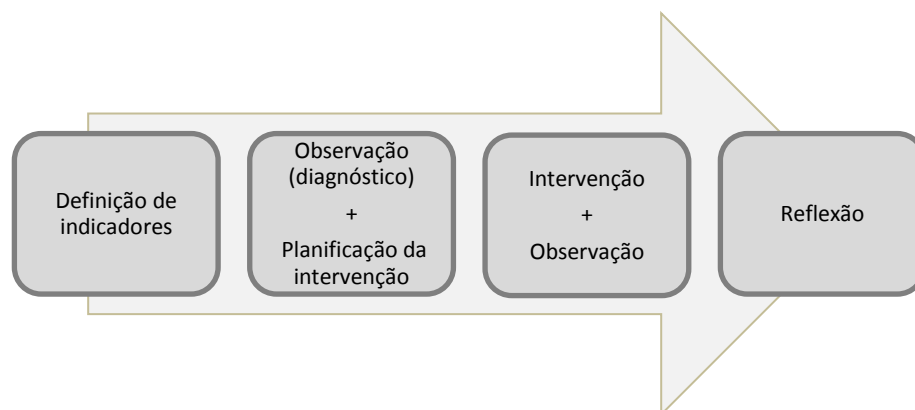 Definição de
indicadores
Observação
(diagnóstico)
+
Planificação da
intervenção
Intervenção
+
Observação
Reflexão